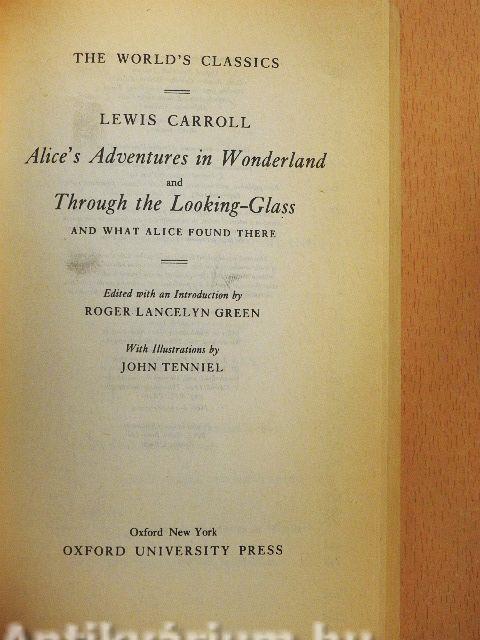 THE WORLD'S CLASSICS
LEWIS CARROLL
Alice's Adventures in Wonderland
and
Through the Looking-Glass
AND WHAT ALICE FOUND THERE
Edited with an Introduction by
ROGER LANCELYN GREEN
With Illustrations by
JOHN TENNIEL
Oxford New York
OXFORD UNIVERSITY PRESS
Antikvárium.hu